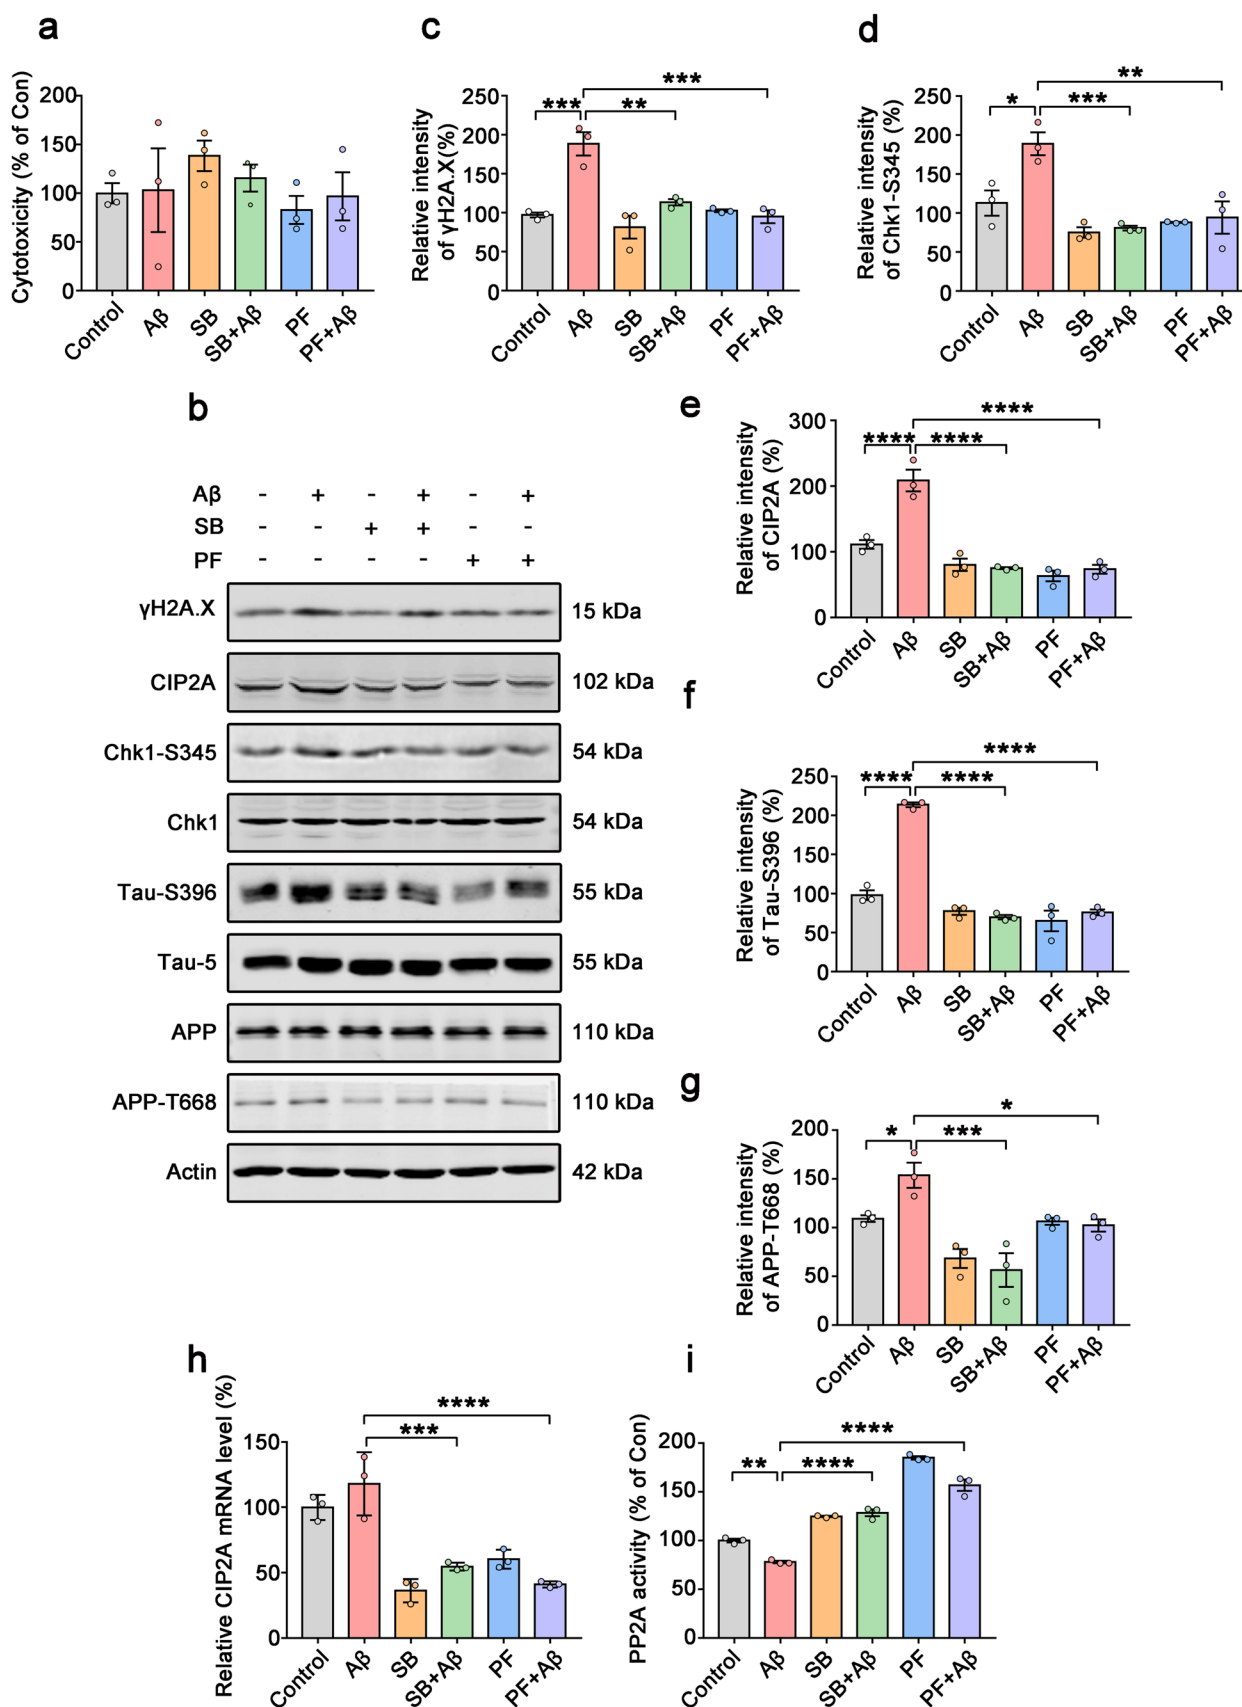 a
Cytotoxicity (% of Con)
200
150
100
50
0
Control
Aβ
SB
SB+Aβ
PF
PF+Aβ
c
Relative intensity
of γH2A.X(%)
250
200
150
100
50
0
***
**
***
Control
Aβ
SB
SB+Aβ
PF
PF+Aβ
d
Relative intensity
of Chk1-S345 (%)
250
200
150
100
50
0
*
***
**
Control
Aβ
SB
SB+Aβ
PF
PF+Aβ
b
Aβ - + - + - +
SB - - + + - -
PF - - - - + +
γH2A.X 15 kDa
CIP2A 102 kDa
Chk1-S345 54 kDa
Chk1 54 kDa
Tau-S396 55 kDa
Tau-5 55 kDa
APP 110 kDa
APP-T668 110 kDa
Actin 42 kDa
e
Relative intensity
of CIP2A (%)
300
200
100
0
****
****
****
Control
Aβ
SB
SB+Aβ
PF
PF+Aβ
f
Relative intensity
of Tau-S396 (%)
250
200
150
100
50
0
****
****
****
Control
Aβ
SB
SB+Aβ
PF
PF+Aβ
g
Relative intensity
of APP-T668 (%)
200
150
100
50
0
*
***
*
Control
Aβ
SB
SB+Aβ
PF
PF+Aβ
h
Relative CIP2A mRNA level (%)
150
100
50
0
***
****
Control
Aβ
SB
SB+Aβ
PF
PF+Aβ
i
PP2A activity (% of Con)
200
150
100
50
0
**
****
****
Control
Aβ
SB
SB+Aβ
PF
PF+Aβ